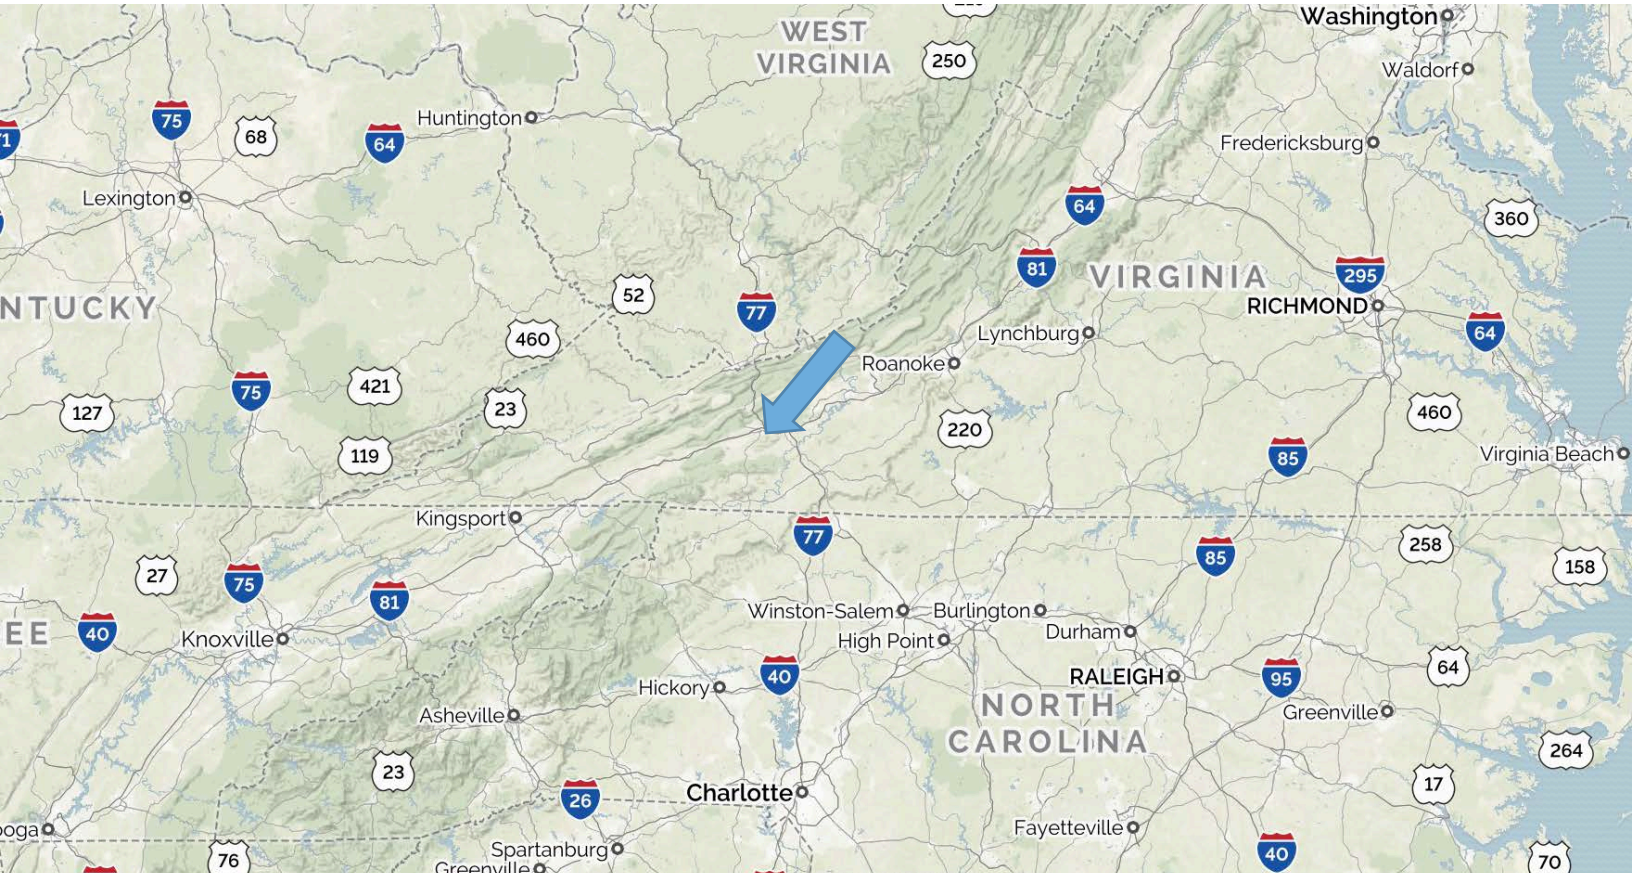 Washington
WEST
VIRGINIA
250
Waldorf
75
68
Huntington
64
Fredericksburg
Lexington
64
360
81
VIRGINIA
295
52
NTUCKY
77
RICHMOND
460
Lynchburg
64
Roanoke
75
421
23
127
220
460
119
85
Virginia Beach
Kingsport
77
258
85
27
75
158
81
Winston-Salem
Burlington
40
EE
Knoxville
High Point
Durham
40
RALEIGH
95
64
Hickory
NORTH
Asheville
Greenville
CAROLINA
264
23
26
Charlotte
17
ooga
Fayetteville
Spartanburg
40
76
Greenville
70